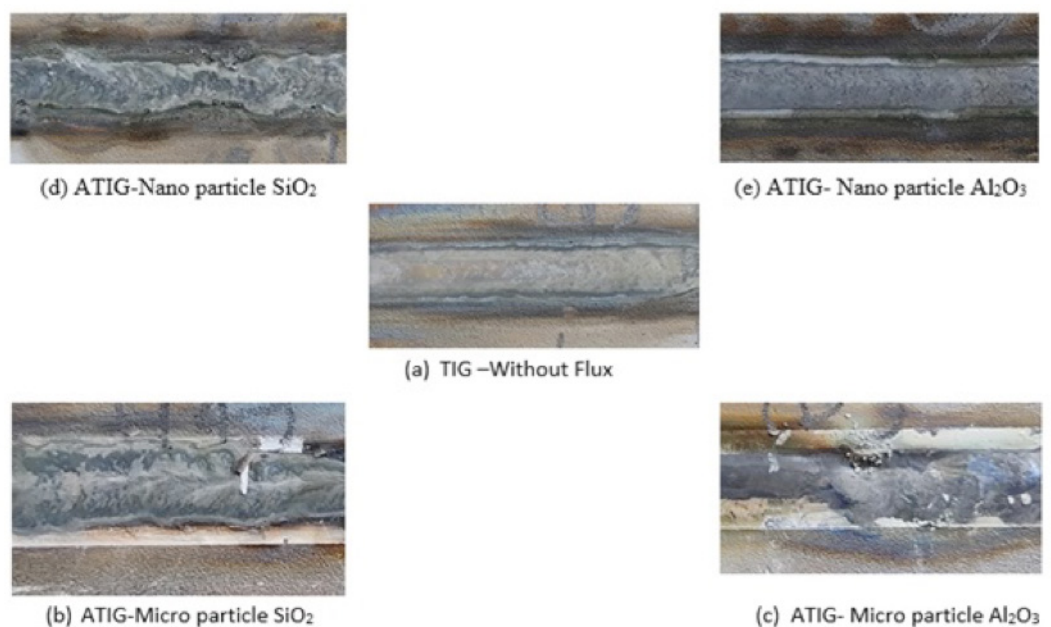 (d) ATIG-Nano particle SiO₂
(e) ATIG- Nano particle Al₂O₃
(a) TIG –Without Flux
(b) ATIG-Micro particle SiO₂
(c) ATIG- Micro particle Al₂O₃